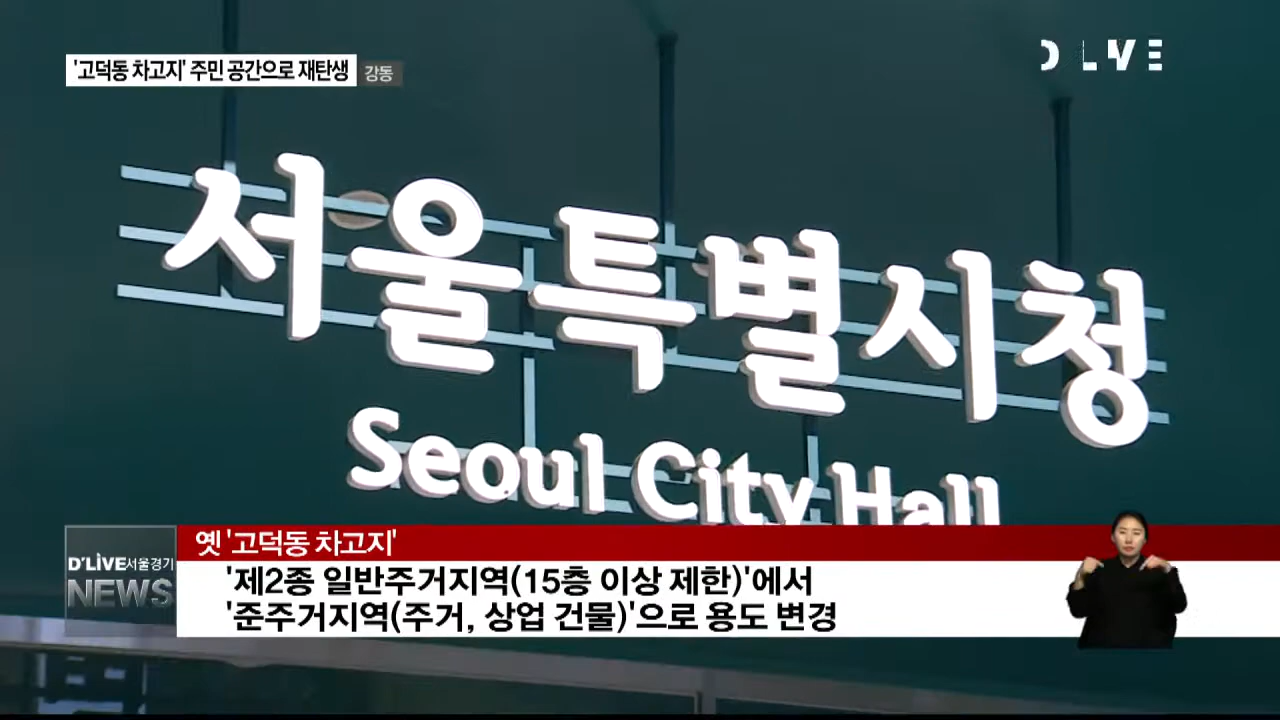 '고덕동 차고지' 주민 공간으로 재탄생 강동
D LIVE
서울특별시청
Seoul City Hall
옛 '고덕동 차고지'
D'LIVE서울경기
NEWS
'제2종 일반주거지역(15층 이상 제한)'에서
'준주거지역(주거, 상업 건물)'으로 용도 변경